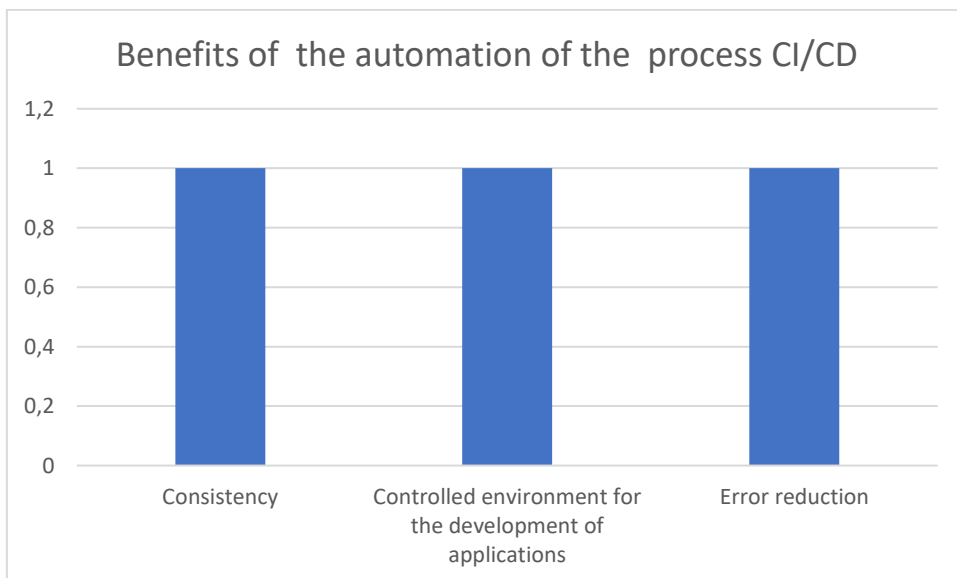 Benefits of  the automation of the  process CI/CD
1,2
1
0,8
0,6
0,4
0,2
0
Consistency
Controlled environment for
the development of
applications
Error reduction